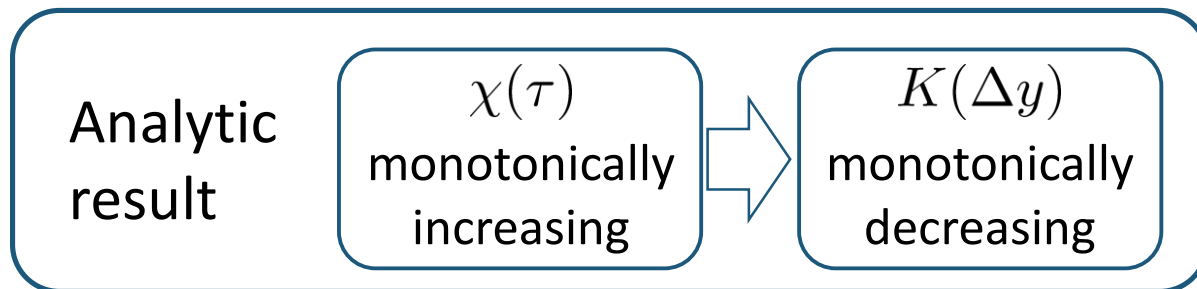 Analytic
result
χ(τ)
monotonically
increasing
K(Δy)
monotonically
decreasing